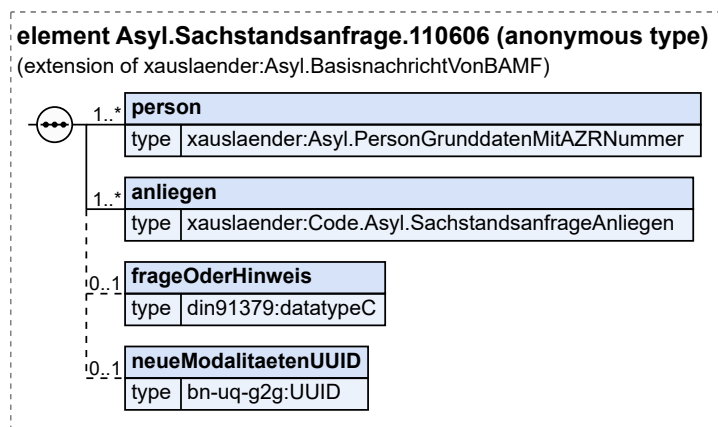 element Asyl.Sachstandsanfrage.110606 (anonymous type)
(extension of xauslaender:Asyl.BasisnachrichtVonBAMF)
1..* person
type xauslaender:Asyl.PersonGrunddatenMitAZRNummer
1..* anliegen
type xauslaender:Code.Asyl.SachstandsanfrageAnliegen
0..1 frageOderHinweis
type din91379:datatypeC
0..1 neueModalitaetenUUID
type bn-uq-g2g:UUID